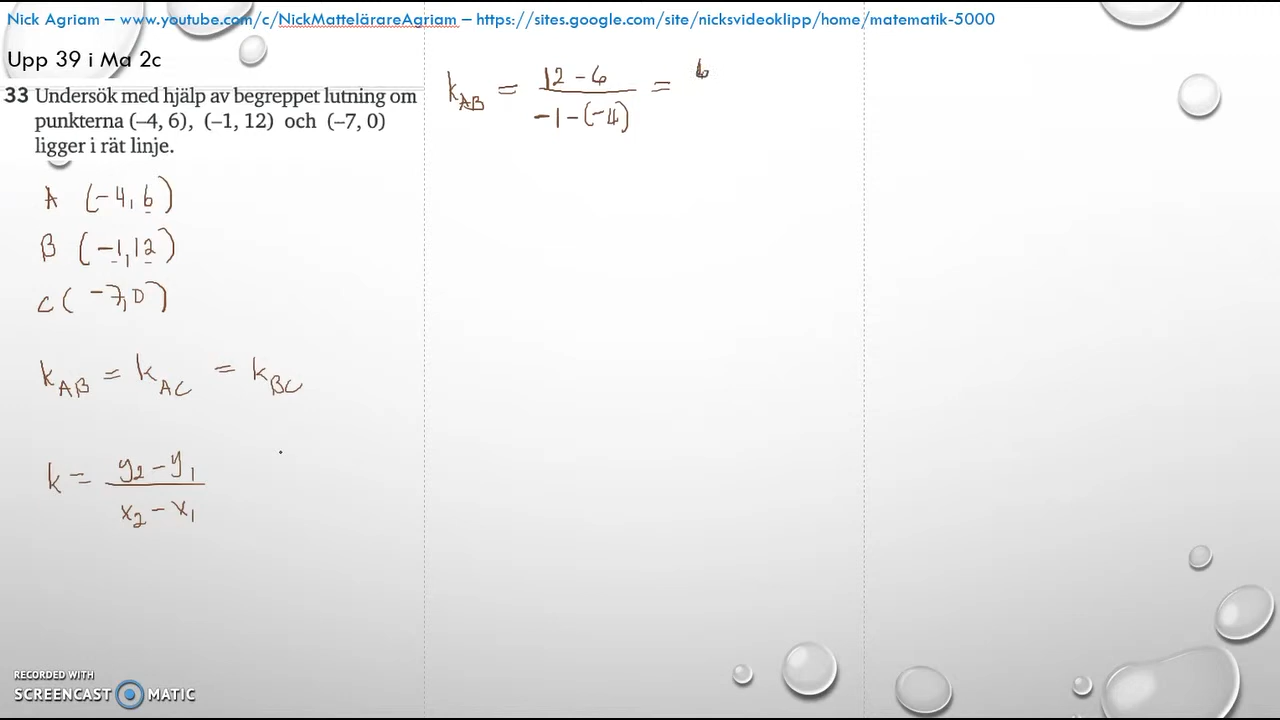 Nick Agriam – www.youtube.com/c/NickMattelärareAgriam – https://sites.google.com/site/nicksvideoklipp/home/matematik-5000
Upp 39 i Ma 2c
33 Undersök med hjälp av begreppet lutning om
punkterna (–4, 6), (–1, 12) och (–7, 0)
ligger i rät linje.
A (-4, 6)
B (-1, 12)
C (-7, 0)
k_AB = k_AC = k_BC
k = (y_2 - y_1) / (x_2 - x_1)
k_AB = (12 - 6) / (-1 - (-4)) = 6
RECORDED WITH
SCREENCAST MATIC